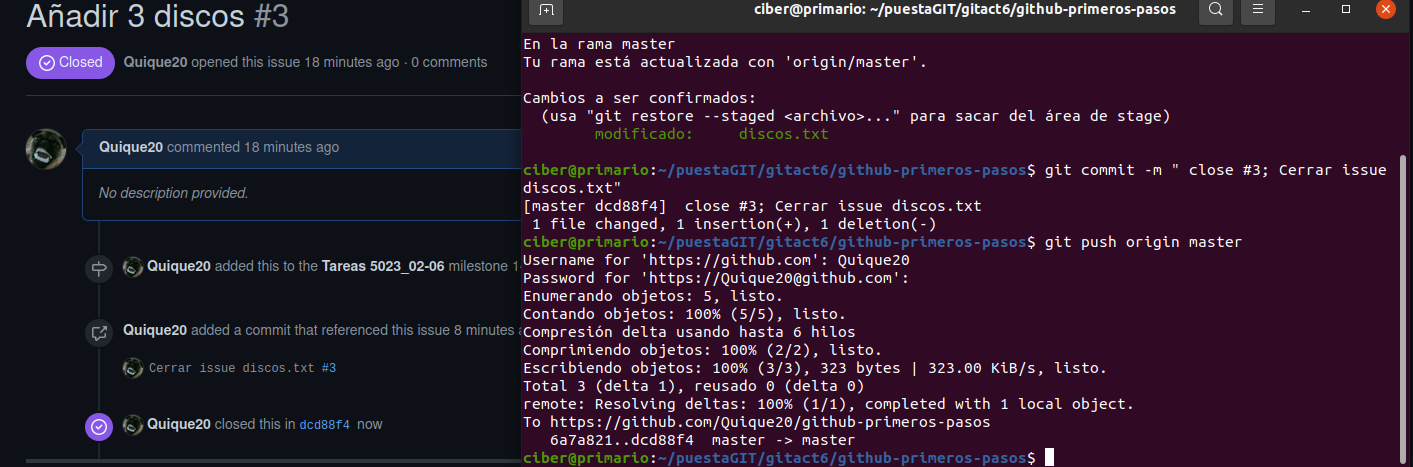 Añadir 3 discos #3
Closed Quique20 opened this issue 18 minutes ago · 0 comments
Quique20 commented 18 minutes ago
No description provided.
Quique20 added this to the Tareas 5023_02-06 milestone
Quique20 added a commit that referenced this issue 8 minutes
Cerrar issue discos.txt #3
Quique20 closed this in dcd88f4 now
ciber@primario: ~/puestaGIT/gitact6/github-primeros-pasos
En la rama master
Tu rama está actualizada con 'origin/master'.
Cambios a ser confirmados:
(usa "git restore --staged <archivo>..." para sacar del área de stage)
modificado: discos.txt
ciber@primario:~/puestaGIT/gitact6/github-primeros-pasos$ git commit -m " close #3; Cerrar issue
discos.txt"
[master dcd88f4]  close #3; Cerrar issue discos.txt
1 file changed, 1 insertion(+), 1 deletion(-)
ciber@primario:~/puestaGIT/gitact6/github-primeros-pasos$ git push origin master
Username for 'https://github.com': Quique20
Password for 'https://Quique20@github.com':
Enumerando objetos: 5, listo.
Contando objetos: 100% (5/5), listo.
Compresión delta usando hasta 6 hilos
Comprimiendo objetos: 100% (2/2), listo.
Escribiendo objetos: 100% (3/3), 323 bytes | 323.00 KiB/s, listo.
Total 3 (delta 1), reusado 0 (delta 0)
remote: Resolving deltas: 100% (1/1), completed with 1 local object.
To https://github.com/Quique20/github-primeros-pasos
6a7a821..dcd88f4  master -> master
ciber@primario:~/puestaGIT/gitact6/github-primeros-pasos$